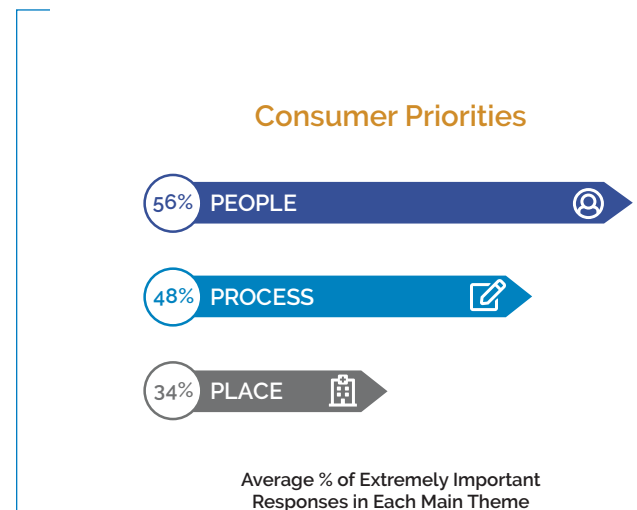 Consumer Priorities
56% PEOPLE
48% PROCESS
34% PLACE
Average % of Extremely Important
Responses in Each Main Theme